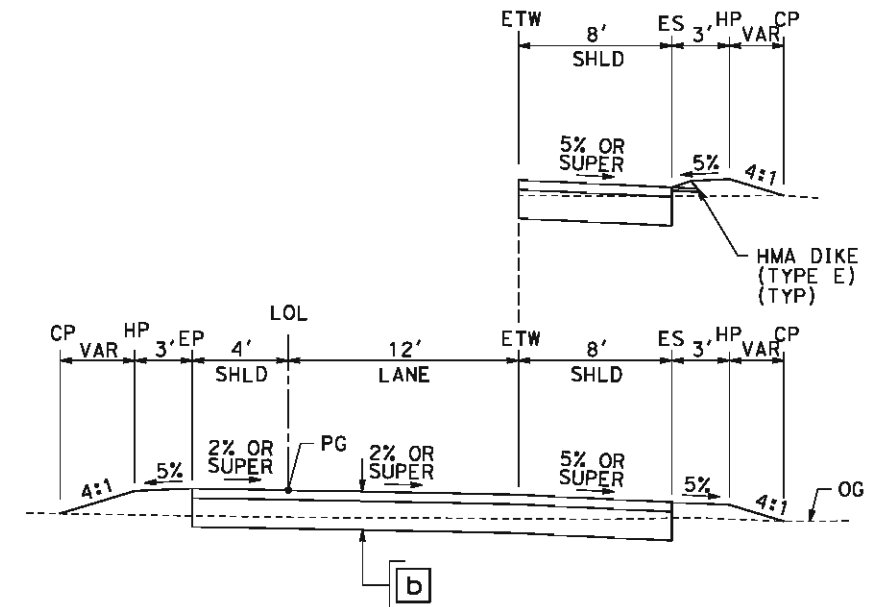 ETW ES HP CP
8' 3' VAR
SHLD
5% OR
SUPER
5%
4:1
HMA DIKE
(TYPE E)
(TYP)
LOL
CP HP EP ETW ES HP CP
VAR 3' 4' 12' 8' 3' VAR
SHLD LANE SHLD
PG
2% OR
SUPER
2% OR
SUPER
5% OR
SUPER
4:1 5% 5% 4:1
OG
b